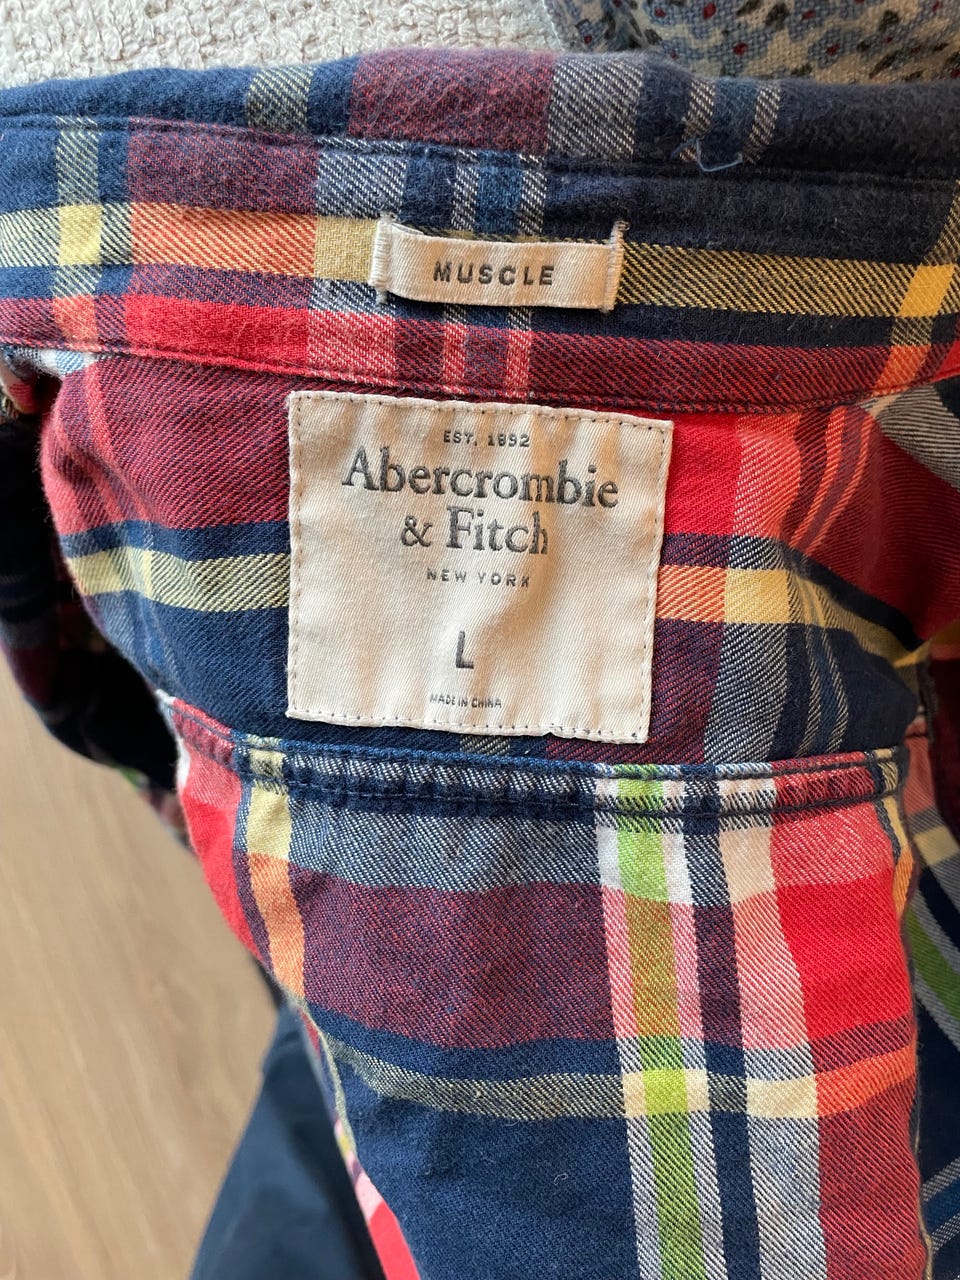 MUSCLE
EST. 1892
Abercrombie
& Fitch
NEW YORK
L
MADE IN CHINA